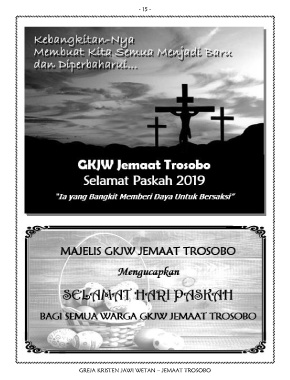 - 15 -
Kebangkitan-Nya
Membuat Kita Semua Menjadi Baru
dan Diperbaharui...
GKJW Jemaat Trosobo
Selamat Paskah 2019
"Ia yang Bangkit Memberi Daya Untuk Bersaksi"
MAJELIS GKJW JEMAAT TROSOBO
Mengucapkan
SELAMAT HARI PASKAH
BAGI SEMUA WARGA GKJW JEMAAT TROSOBO
GREJA KRISTEN JAWI WETAN – JEMAAT TROSOBO